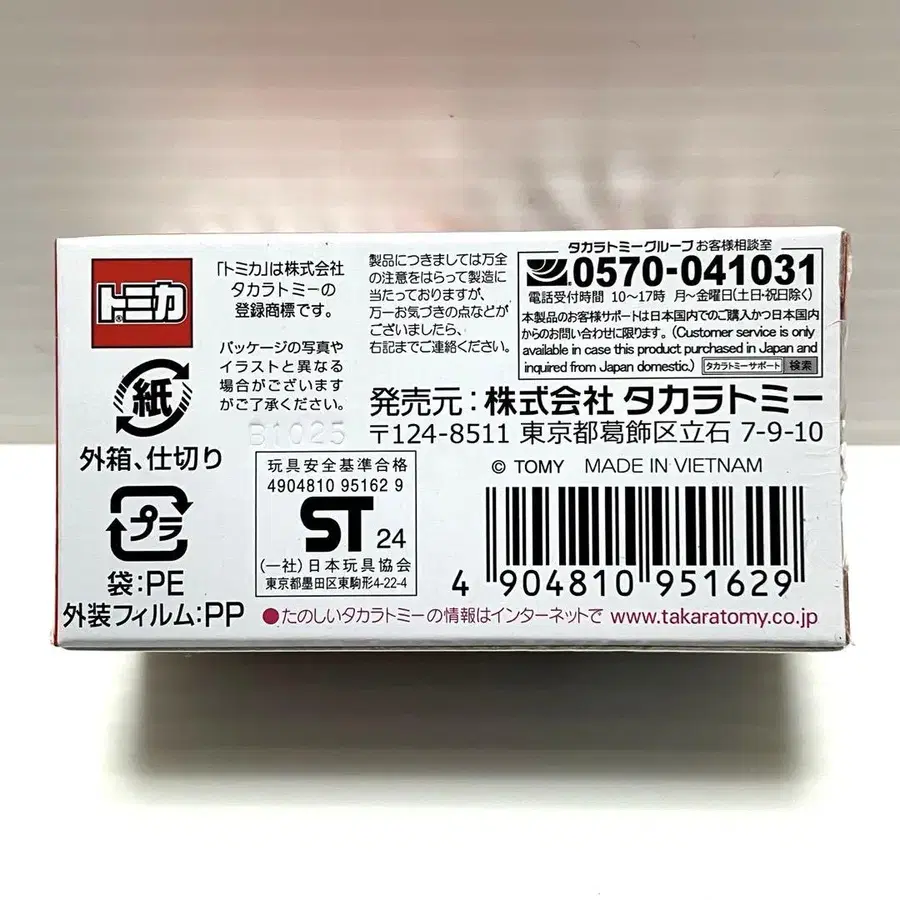 トミカ®
「トミカ」は株式会社
タカラトミーの
登録商標です。
パッケージの写真や
イラストと異なる
場合がございます
がご了承ください。
製品につきましては万全
の注意をはらって製造に
当たっておりますが、
万一お気づきの点などが
ございましたら、
右記までご連絡ください。
タカラトミーグループ お客様相談室
0570-041031
電話受付時間 10～17時 月～金曜日(土日・祝日除く)
本製品のお客様サポートは日本国内でのご購入かつ日本国内
からのお問い合わせに限ります。(Customer service is only
available in case this product purchased in Japan and
inquired from Japan domestic.) タカラトミーサポート 検索
発売元:株式会社 タカラトミー
〒124-8511 東京都葛飾区立石 7-9-10
© TOMY MADE IN VIETNAM
紙
外箱、仕切り
プラ
袋:PE
外装フィルム:PP
B1025
玩具安全基準合格
4904810 95162 9
ST 24
(一社)日本玩具協会
東京都墨田区東駒形4-22-4
4 904810 951629
●たのしいタカラトミーの情報はインターネットで www.takaratomy.co.jp